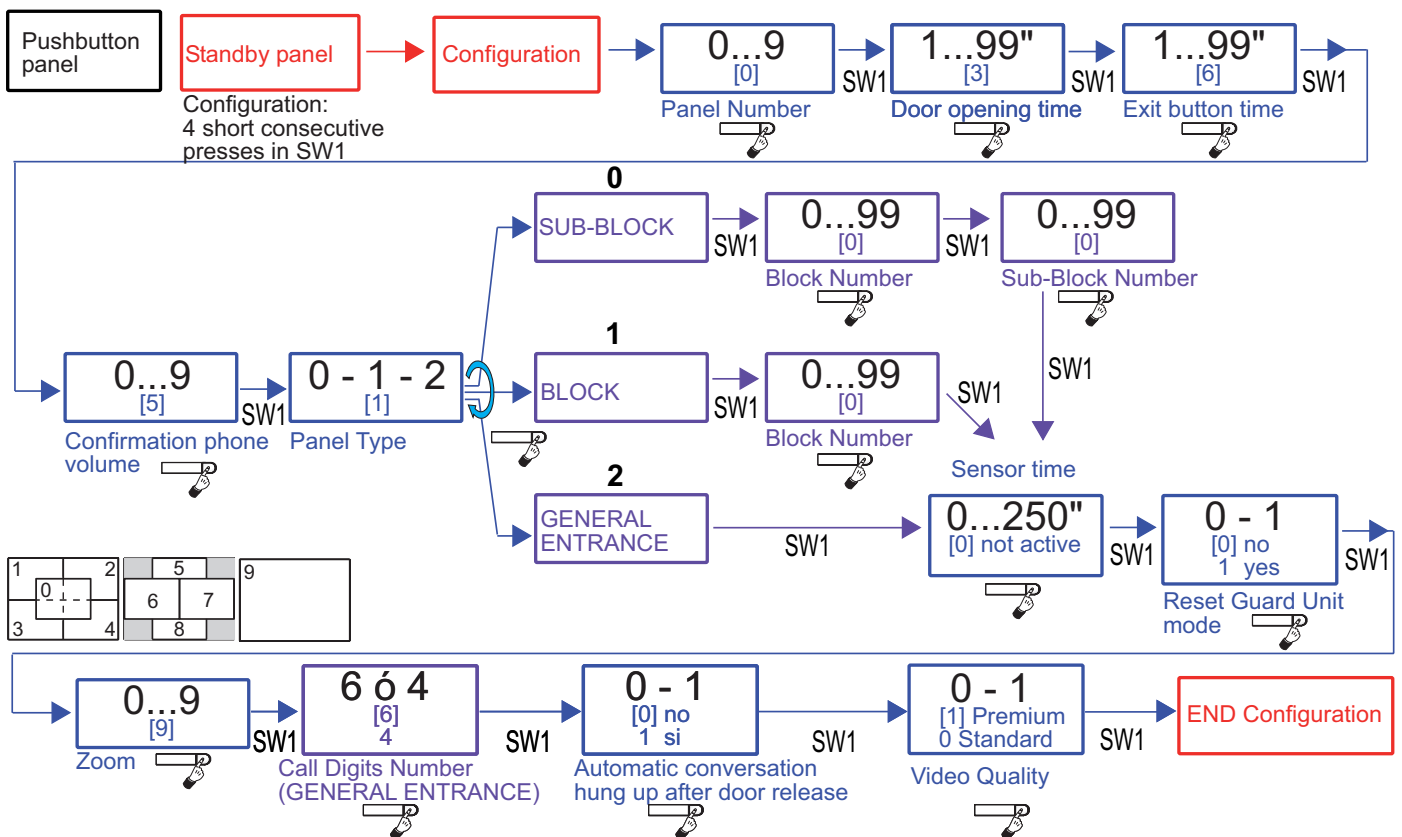 Pushbutton
panel
Standby panel
Configuration
0...9
[0]
Panel Number
SW1
1...99"
[3]
Door opening time
SW1
1...99"
[6]
Exit button time
SW1
Configuration:
4 short consecutive
presses in SW1
0
SUB-BLOCK
SW1
0...99
[0]
Block Number
SW1
0...99
[0]
Sub-Block Number
SW1
0...9
[5]
Confirmation phone
volume
SW1
0 - 1 - 2
[1]
Panel Type
1
BLOCK
SW1
0...99
[0]
Block Number
SW1
2
GENERAL
ENTRANCE
SW1
Sensor time
0...250"
[0] not active
SW1
0 - 1
[0] no
1 yes
Reset Guard Unit
mode
SW1
1 2
0
3 4
5
6 7
8
9
0...9
[9]
Zoom
SW1
6 ó 4
[6]
4
Call Digits Number
(GENERAL ENTRANCE)
SW1
0 - 1
[0] no
1 si
Automatic conversation
hung up after door release
SW1
0 - 1
[1] Premium
0 Standard
Video Quality
SW1
END Configuration